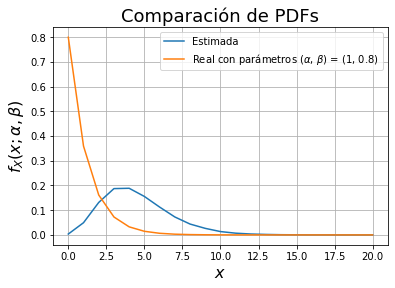 Comparación de PDFs
Estimada
Real con parámetros (α, β) = (1, 0.8)
f_X(x; α, β)
0.8
0.7
0.6
0.5
0.4
0.3
0.2
0.1
0.0
0.0 2.5 5.0 7.5 10.0 12.5 15.0 17.5 20.0
x